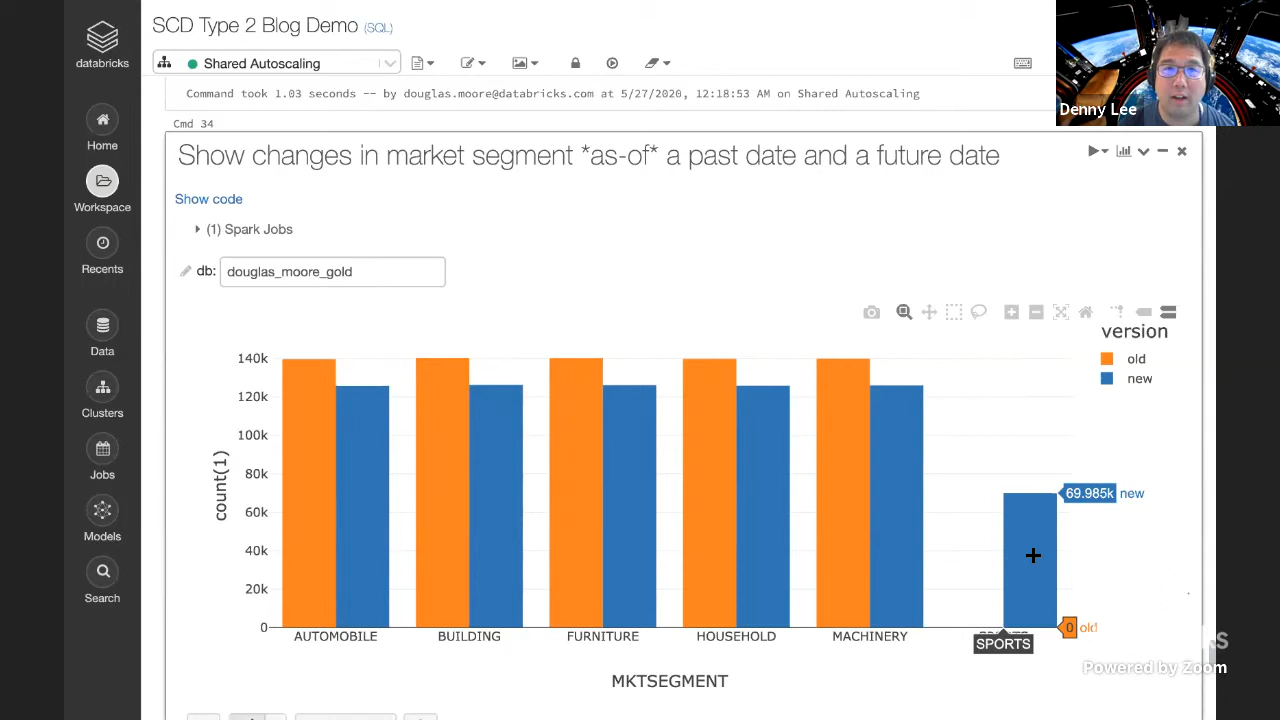 SCD Type 2 Blog Demo (SQL)
databricks
Shared Autoscaling
Denny Lee
Command took 1.03 seconds -- by douglas.moore@databricks.com at 5/27/2020, 12:18:53 AM on Shared Autoscaling
Cmd 34
Home
Show changes in market segment *as-of* a past date and a future date
Workspace
Show code
(1) Spark Jobs
Recents
db: douglas_moore_gold
version
old
new
Data
Clusters
Jobs
Models
Search
count(1)
140k
120k
100k
80k
60k
40k
20k
0
69.985k new
0 old
AUTOMOBILE BUILDING FURNITURE HOUSEHOLD MACHINERY
SPORTS
MKTSEGMENT
Powered by Zoom